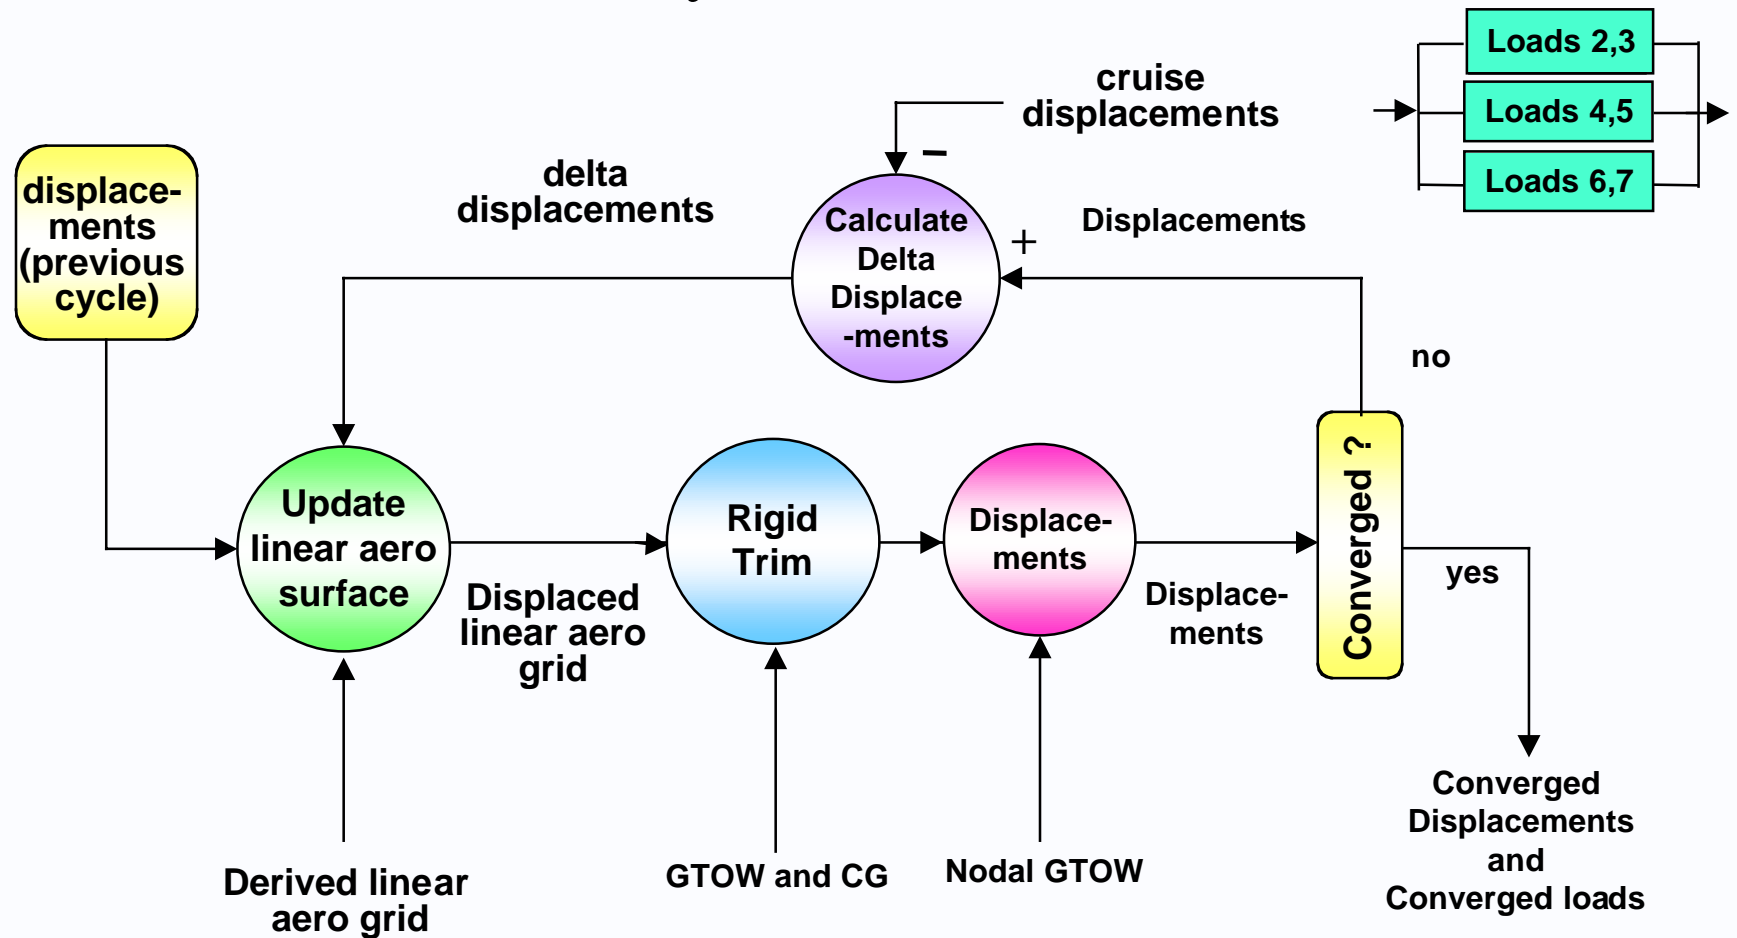 g
Loads 2,3
Loads 4,5
Loads 6,7
cruise
displacements
−
delta
displacements
displace-
ments
(previous
cycle)
Calculate
Delta
Displace
-ments
+
Displacements
no
Update
linear aero
surface
Displaced
linear aero
grid
Rigid
Trim
Displace-
ments
Displace-
ments
Converged ?
yes
Derived linear
aero grid
GTOW and CG
Nodal GTOW
Converged
Displacements
and
Converged loads